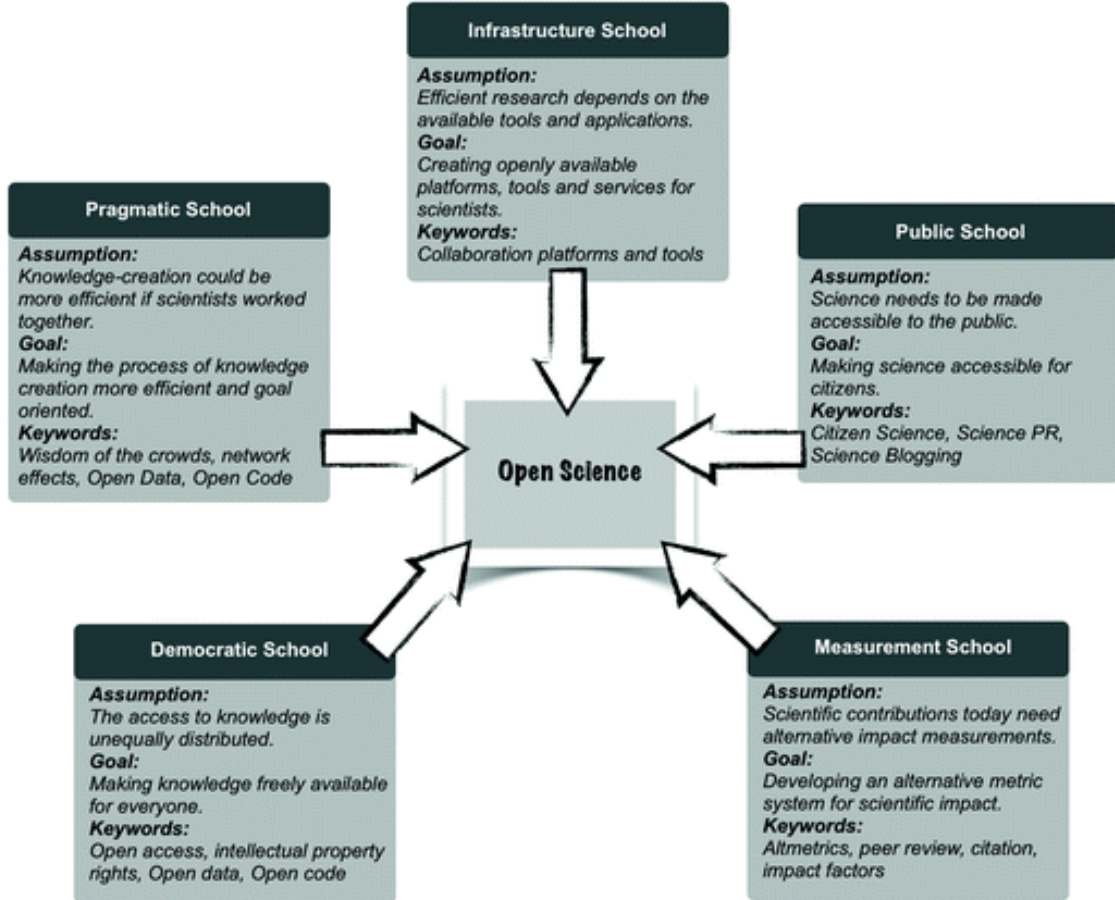 Infrastructure School
Assumption:
Efficient research depends on the
available tools and applications.
Goal:
Creating openly available
platforms, tools and services for
scientists.
Keywords:
Collaboration platforms and tools
Pragmatic School
Assumption:
Knowledge-creation could be
more efficient if scientists worked
together.
Goal:
Making the process of knowledge
creation more efficient and goal
oriented.
Keywords:
Wisdom of the crowds, network
effects, Open Data, Open Code
Public School
Assumption:
Science needs to be made
accessible to the public.
Goal:
Making science accessible for
citizens.
Keywords:
Citizen Science, Science PR,
Science Blogging
Open Science
Democratic School
Assumption:
The access to knowledge is
unequally distributed.
Goal:
Making knowledge freely available
for everyone.
Keywords:
Open access, intellectual property
rights, Open data, Open code
Measurement School
Assumption:
Scientific contributions today need
alternative impact measurements.
Goal:
Developing an alternative metric
system for scientific impact.
Keywords:
Altmetrics, peer review, citation,
impact factors